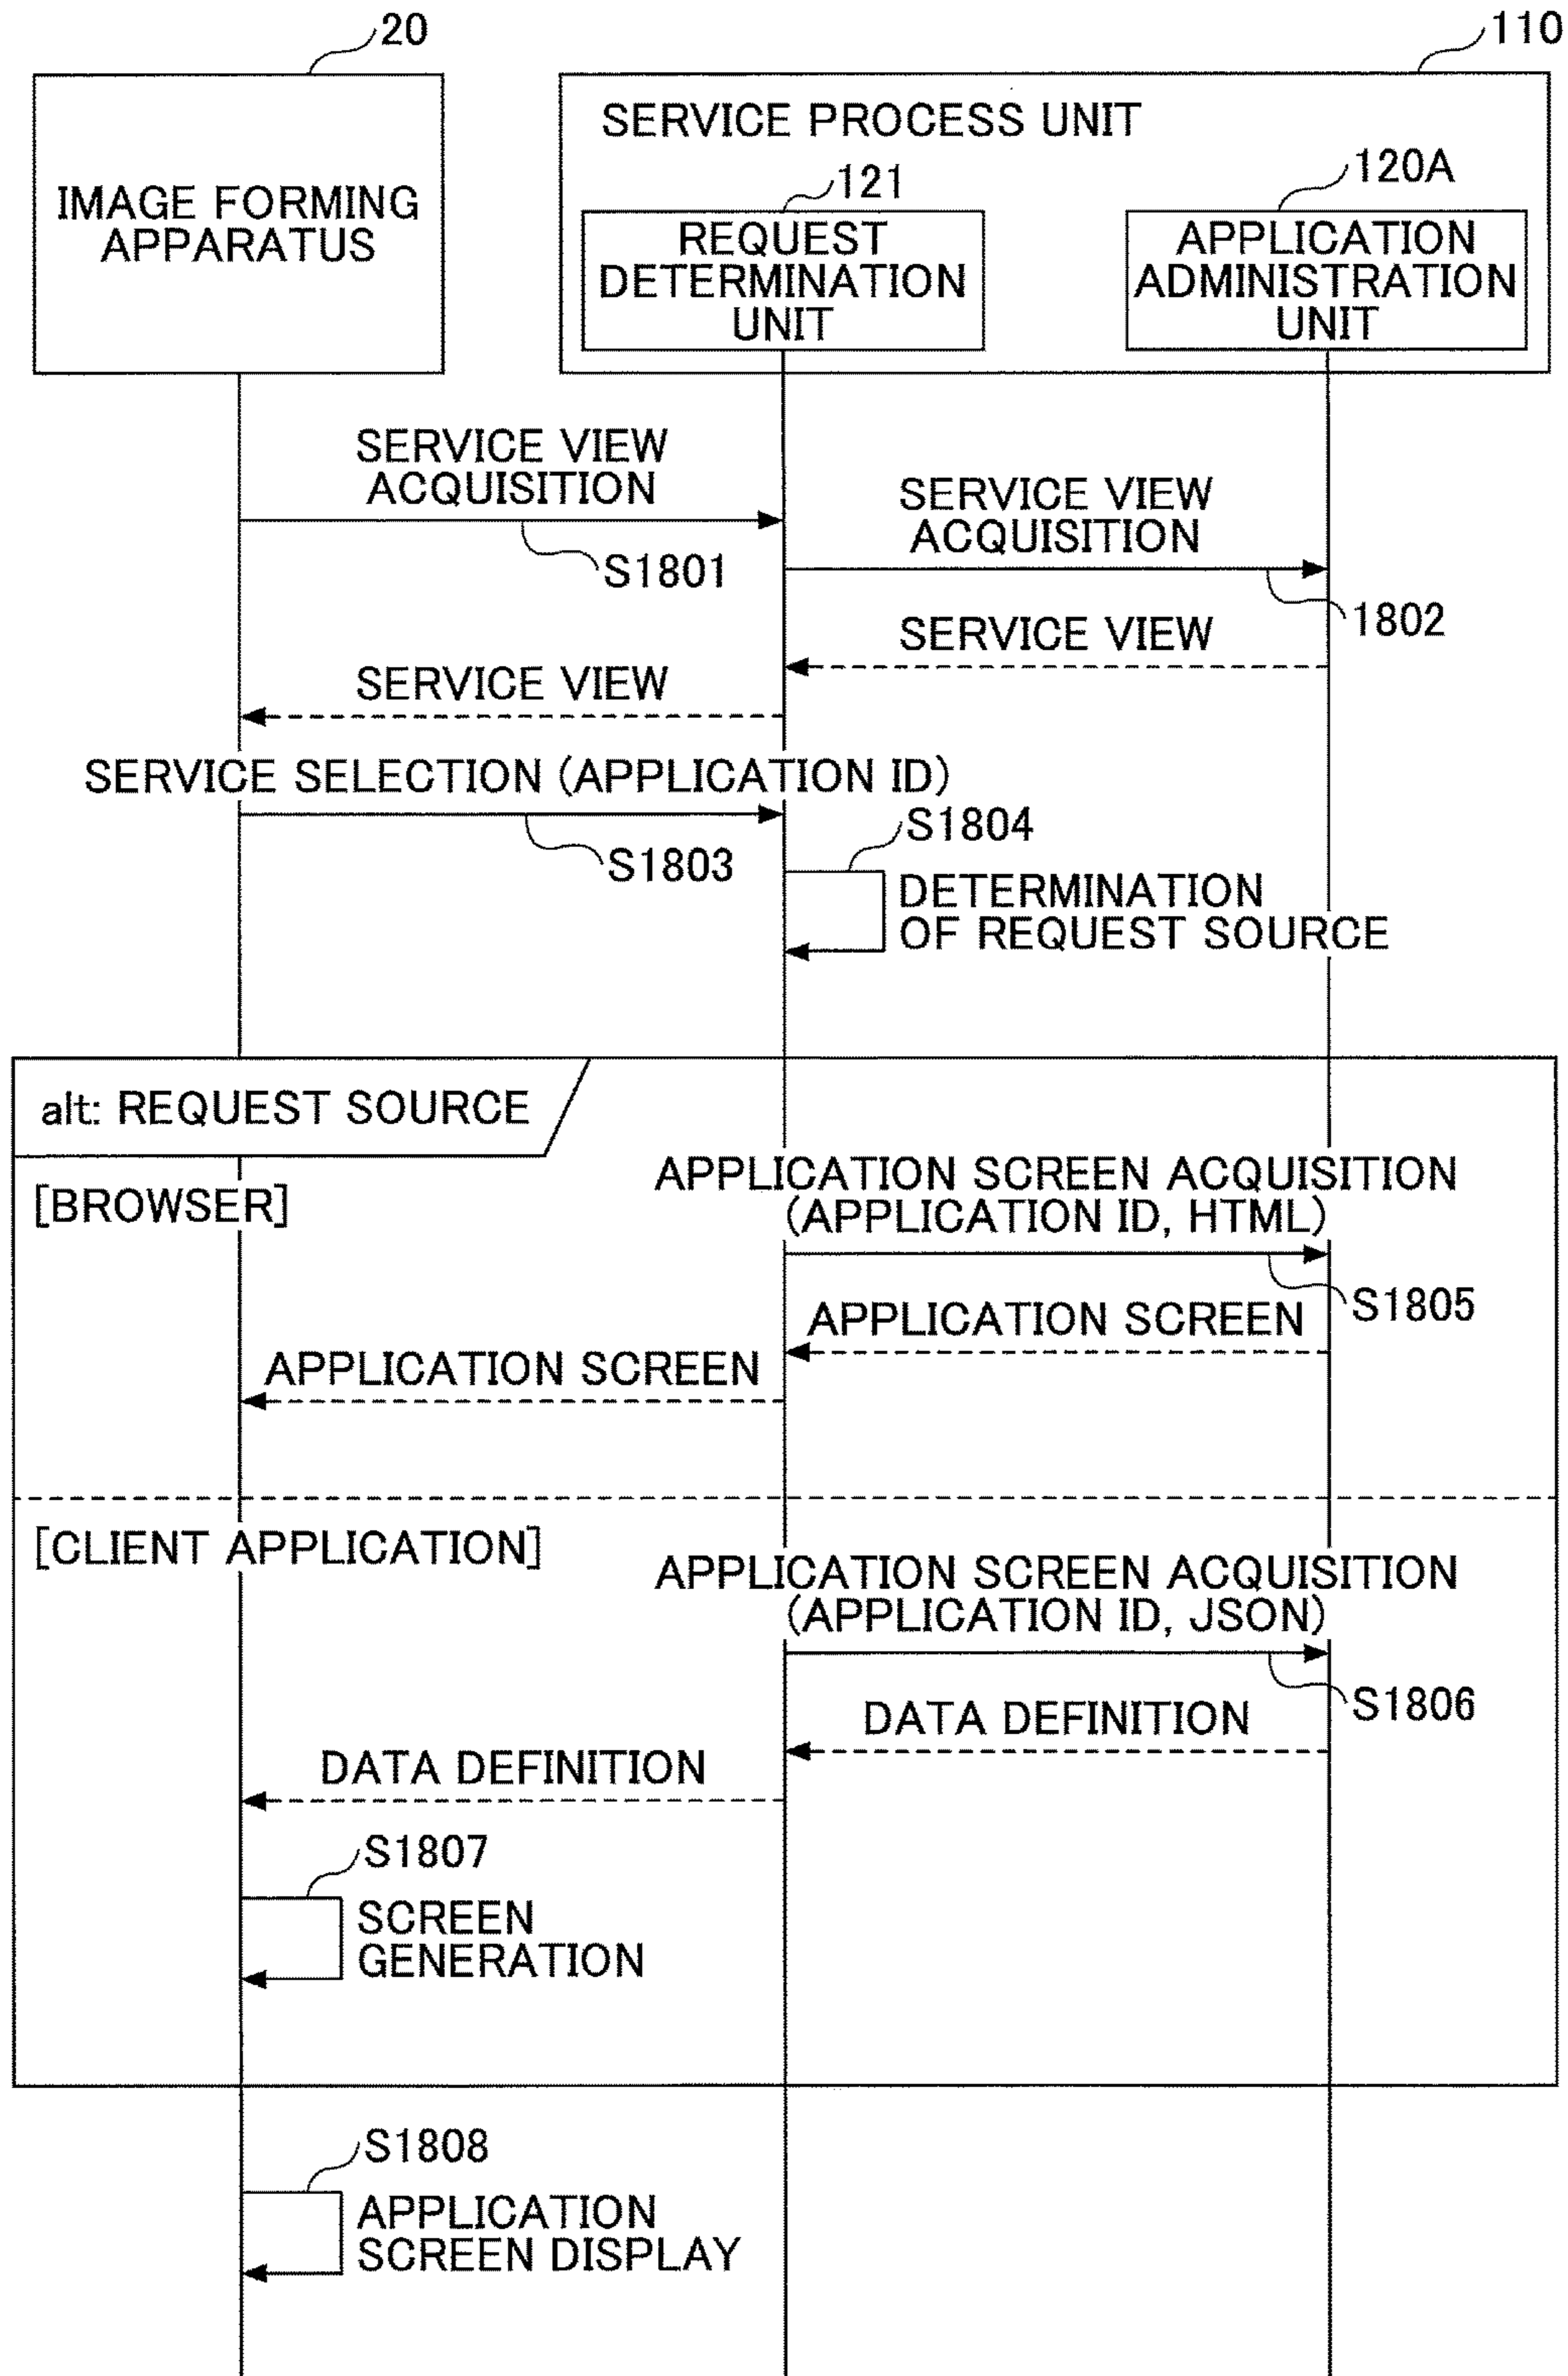 20
110
SERVICE PROCESS UNIT
IMAGE FORMING
APPARATUS
121
REQUEST
DETERMINATION
UNIT
120A
APPLICATION
ADMINISTRATION
UNIT
SERVICE VIEW
ACQUISITION
S1801
SERVICE VIEW
ACQUISITION
1802
SERVICE VIEW
SERVICE VIEW
SERVICE SELECTION (APPLICATION ID)
S1803
S1804
DETERMINATION
OF REQUEST SOURCE
alt: REQUEST SOURCE
[BROWSER]
APPLICATION SCREEN ACQUISITION
(APPLICATION ID, HTML)
S1805
APPLICATION SCREEN
APPLICATION SCREEN
[CLIENT APPLICATION]
APPLICATION SCREEN ACQUISITION
(APPLICATION ID, JSON)
S1806
DATA DEFINITION
DATA DEFINITION
S1807
SCREEN
GENERATION
S1808
APPLICATION
SCREEN DISPLAY